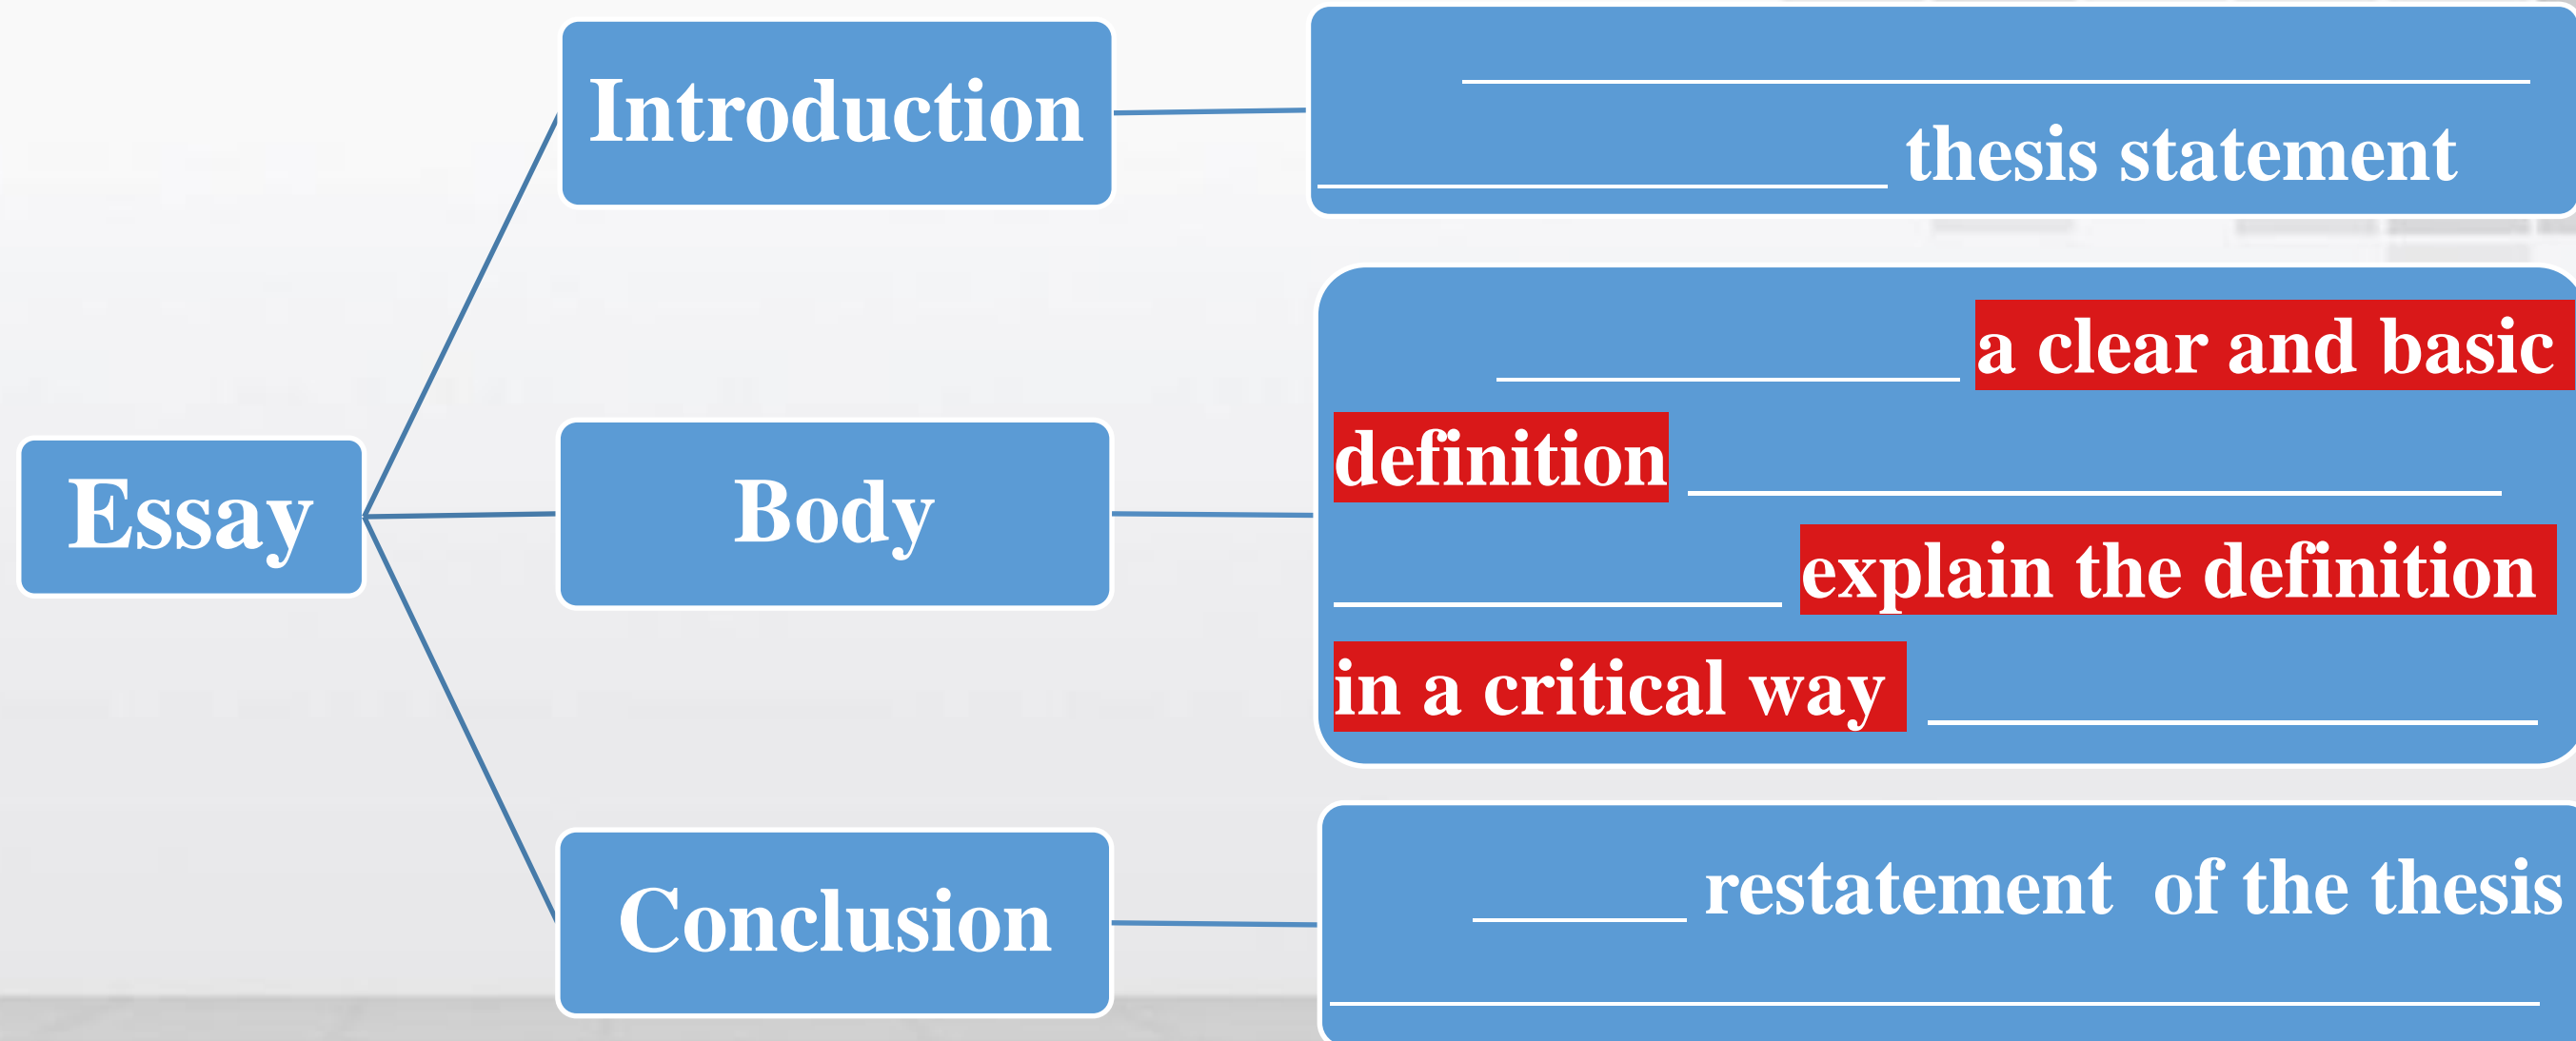 Introduction
thesis statement
Essay
Body
a clear and basic
definition
explain the definition
in a critical way
Conclusion
restatement of the thesis